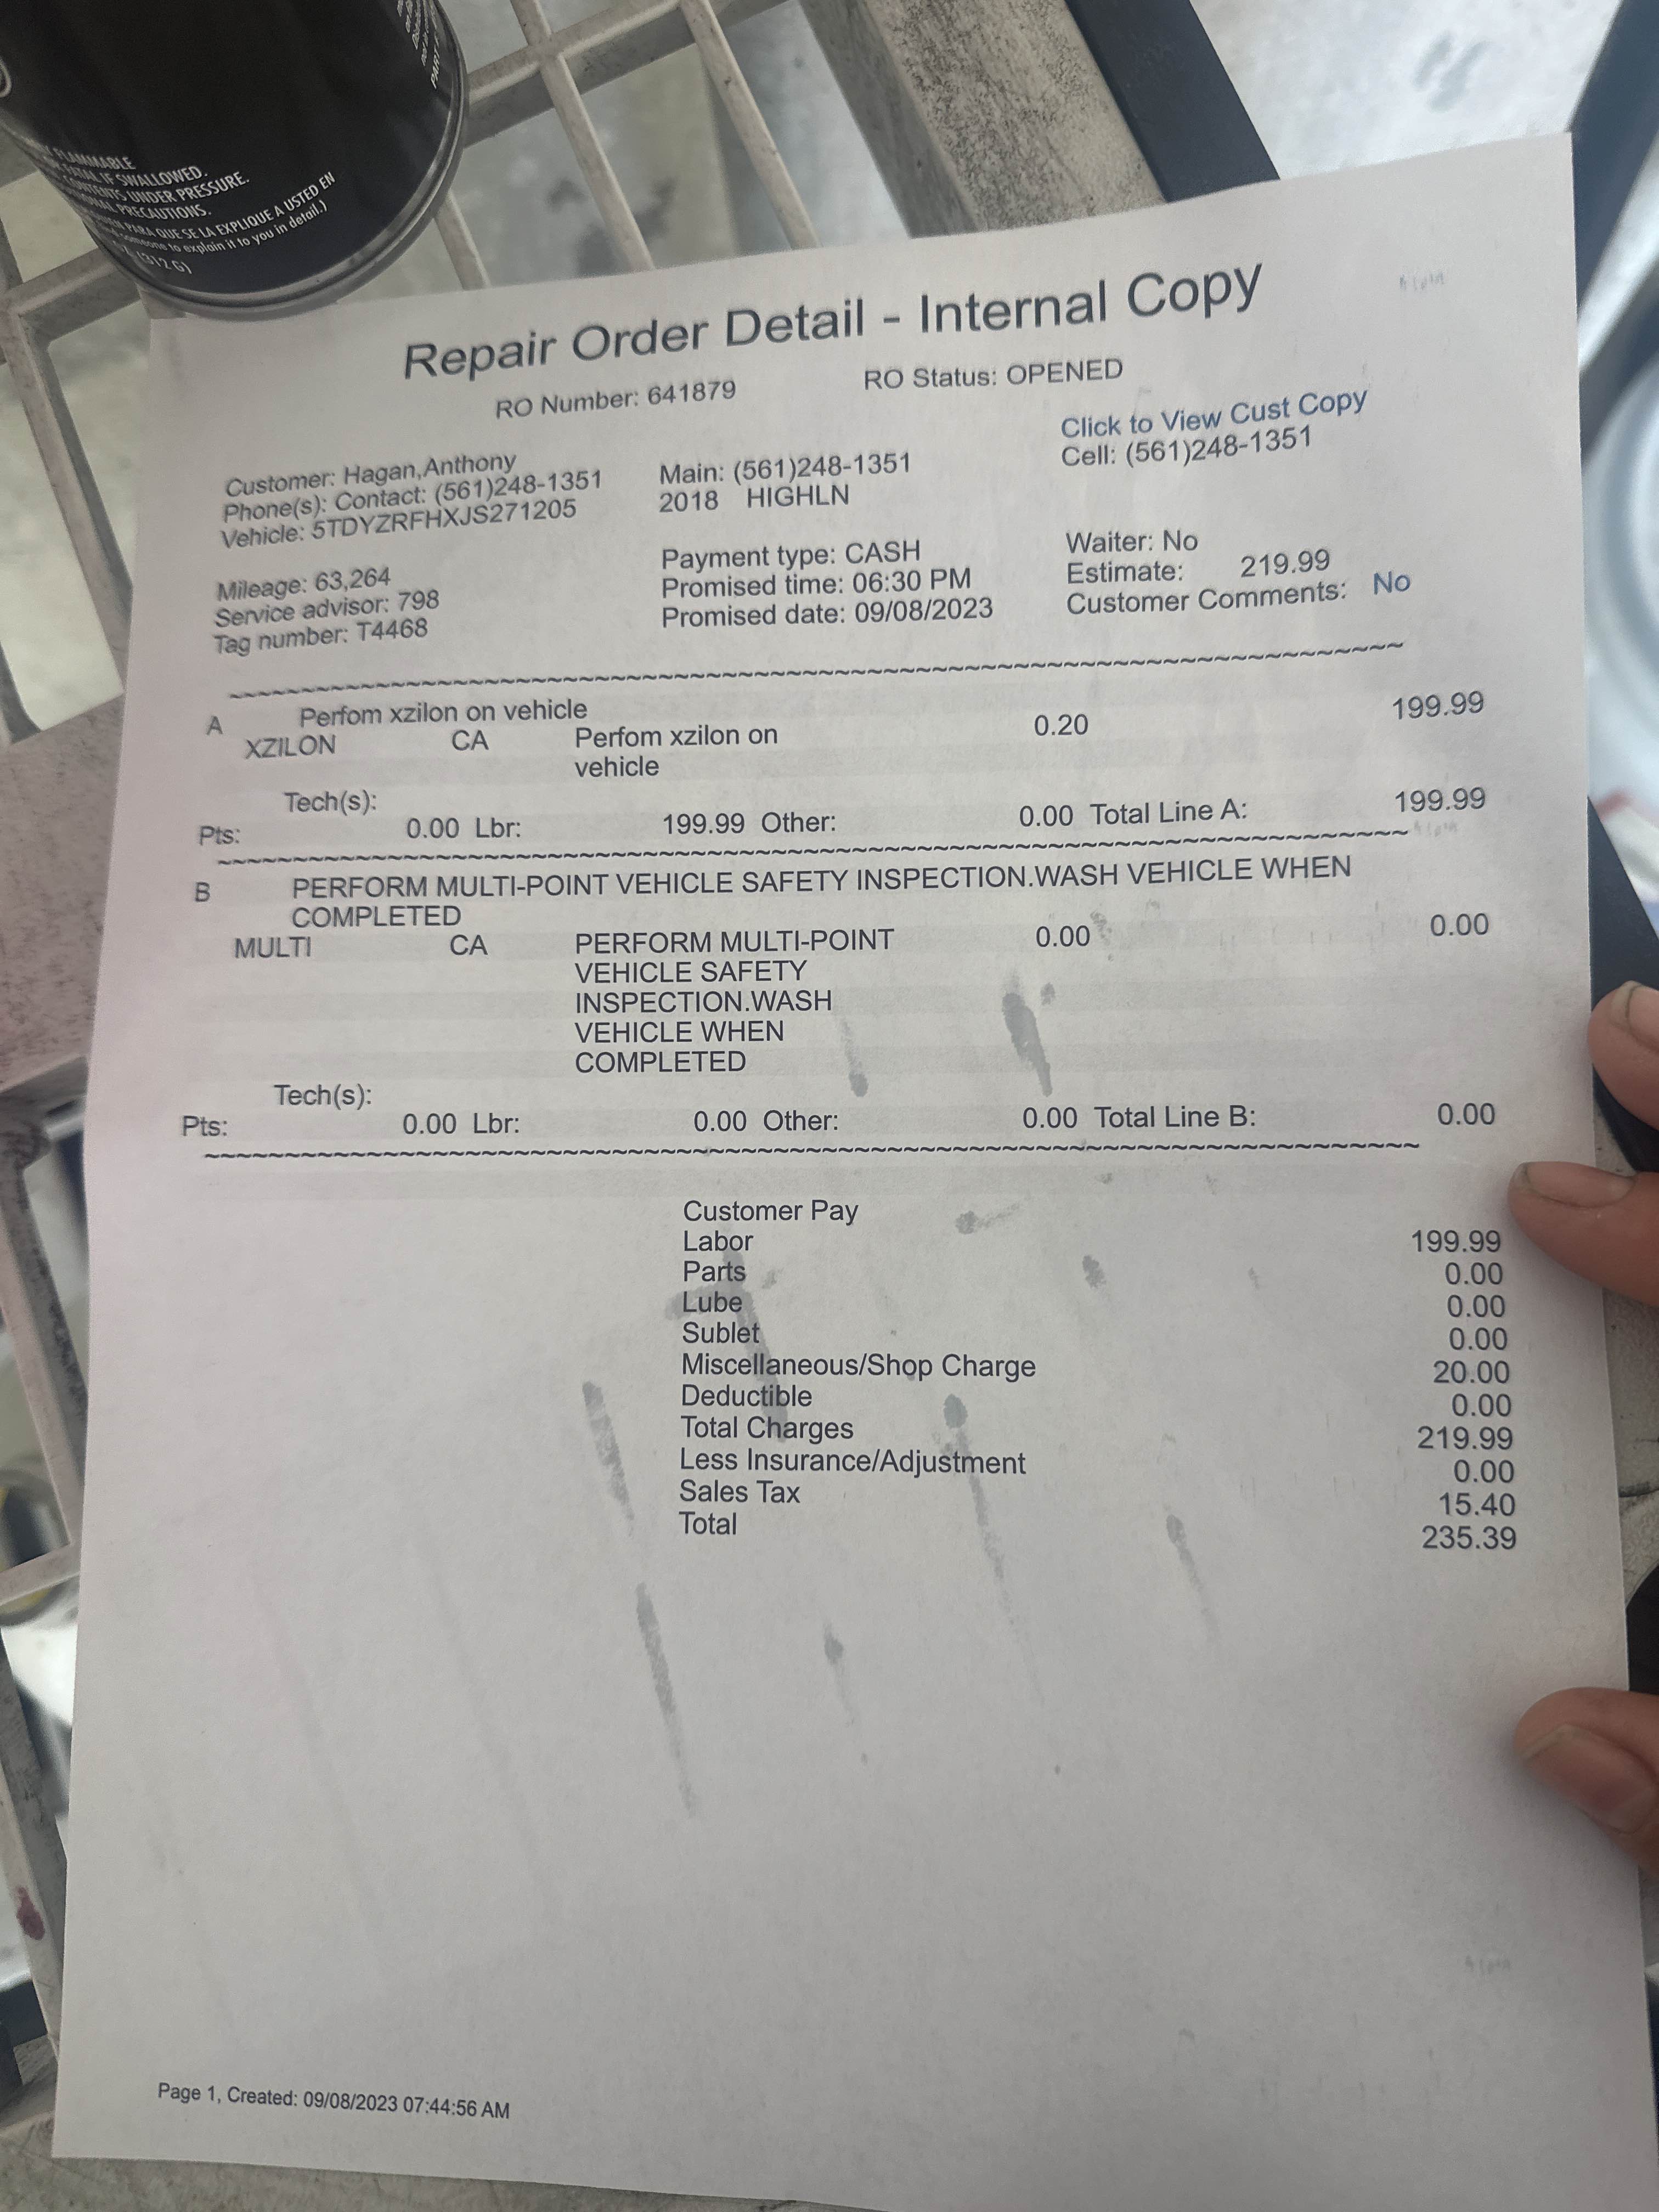 PART
FLAMMABLE
FATAL IF SWALLOWED.
CONTENTS UNDER PRESSURE.
PRECAUTIONS.
PARA QUE SE LA EXPLIQUE A USTED EN
someone to explain it to you in detail.)
(312 G)
Repair Order Detail - Internal Copy
RO Number: 641879 RO Status: OPENED
Click to View Cust Copy
Customer: Hagan,Anthony
Phone(s): Contact: (561)248-1351 Main: (561)248-1351 Cell: (561)248-1351
Vehicle: 5TDYZRFHXJS271205 2018 HIGHLN
Mileage: 63,264 Payment type: CASH Waiter: No
Service advisor: 798 Promised time: 06:30 PM Estimate: 219.99
Tag number: T4468 Promised date: 09/08/2023 Customer Comments: No
~~~~~~~~~~~~~~~~~~~~~~~~~~~~~~~~~~~~~~~~
A Perfom xzilon on vehicle
XZILON CA Perfom xzilon on 0.20 199.99
vehicle
Tech(s):
Pts: 0.00 Lbr: 199.99 Other: 0.00 Total Line A: 199.99
~~~~~~~~~~~~~~~~~~~~~~~~~~~~~~~~~~~~~~~~
B PERFORM MULTI-POINT VEHICLE SAFETY INSPECTION.WASH VEHICLE WHEN
COMPLETED
MULTI CA PERFORM MULTI-POINT 0.00 0.00
VEHICLE SAFETY
INSPECTION.WASH
VEHICLE WHEN
COMPLETED
Tech(s):
Pts: 0.00 Lbr: 0.00 Other: 0.00 Total Line B: 0.00
~~~~~~~~~~~~~~~~~~~~~~~~~~~~~~~~~~~~~~~~
Customer Pay
Labor 199.99
Parts 0.00
Lube 0.00
Sublet 0.00
Miscellaneous/Shop Charge 20.00
Deductible 0.00
Total Charges 219.99
Less Insurance/Adjustment 0.00
Sales Tax 15.40
Total 235.39
Page 1, Created: 09/08/2023 07:44:56 AM